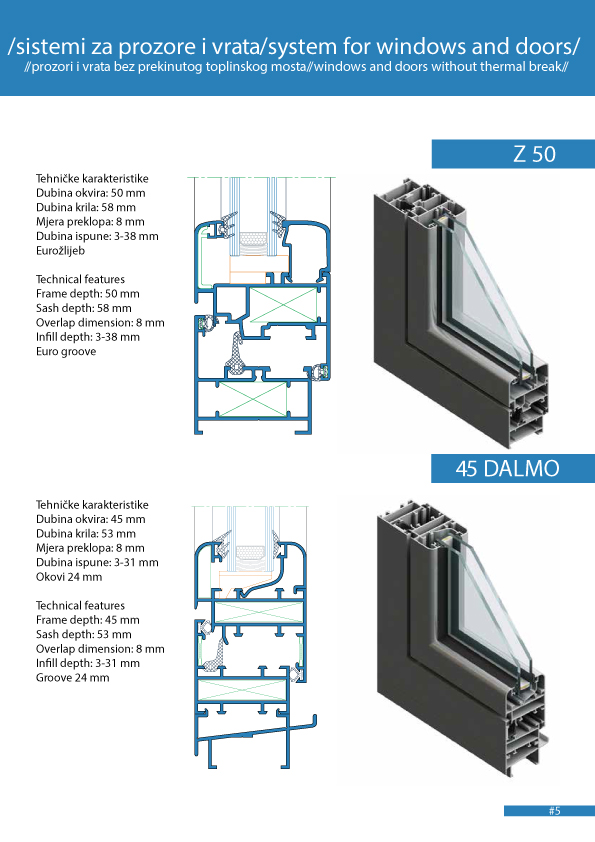 /sistemi za prozore i vrata/system for windows and doors/
//prozori i vrata bez prekinutog toplinskog mosta//windows and doors without thermal break//
Z 50
Tehničke karakteristike
Dubina okvira: 50 mm
Dubina krila: 58 mm
Mjera preklopa: 8 mm
Dubina ispune: 3-38 mm
Eurožlijeb
Technical features
Frame depth: 50 mm
Sash depth: 58 mm
Overlap dimension: 8 mm
Infill depth: 3-38 mm
Euro groove
45 DALMO
Tehničke karakteristike
Dubina okvira: 45 mm
Dubina krila: 53 mm
Mjera preklopa: 8 mm
Dubina ispune: 3-31 mm
Okovi 24 mm
Technical features
Frame depth: 45 mm
Sash depth: 53 mm
Overlap dimension: 8 mm
Infill depth: 3-31 mm
Groove 24 mm
#5